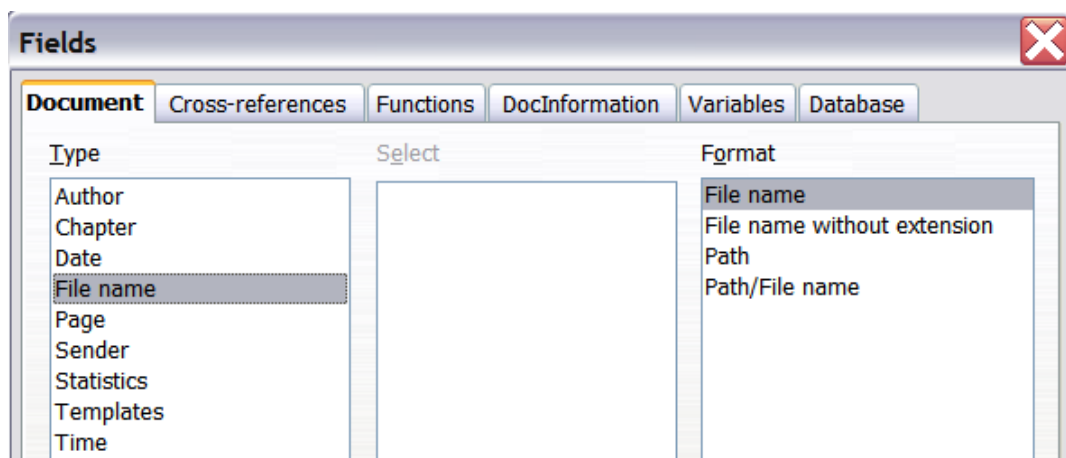 Fields
Document Cross-references Functions DocInformation Variables Database
Type Select Format
Author
Chapter
Date
File name
Page
Sender
Statistics
Templates
Time
File name
File name without extension
Path
Path/File name